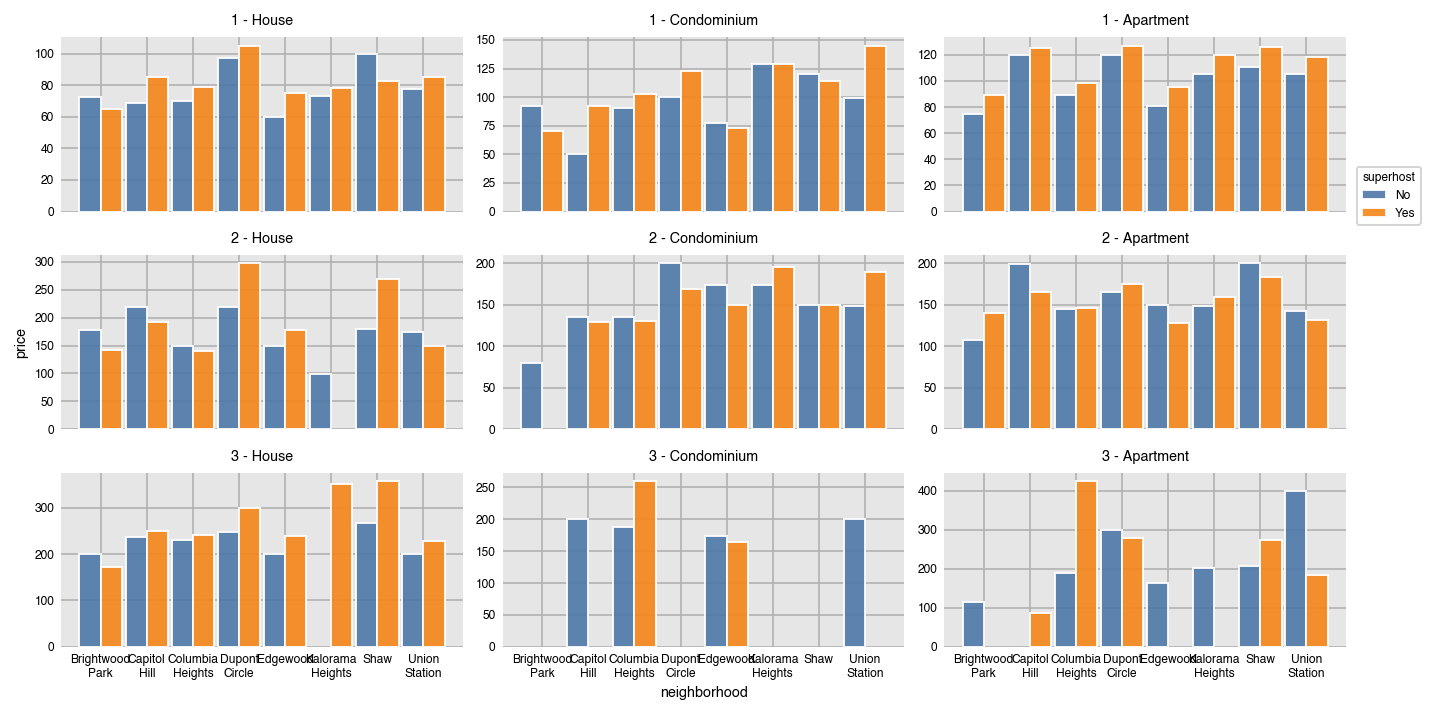 1 - House
1 - Condominium
1 - Apartment
100
80
60
40
20
0
150
125
100
75
50
25
0
120
100
80
60
40
20
0
superhost
No
Yes
2 - House
2 - Condominium
2 - Apartment
price
300
250
200
150
100
50
0
200
150
100
50
0
200
150
100
50
0
3 - House
3 - Condominium
3 - Apartment
300
200
100
0
250
200
150
100
50
0
400
300
200
100
0
Brightwood Capitol Columbia Dupont Edgewood Kalorama Shaw Union
Park Hill Heights Circle Heights Station
Brightwood Capitol Columbia Dupont Edgewood Kalorama Shaw Union
Park Hill Heights Circle Heights Station
Brightwood Capitol Columbia Dupont Edgewood Kalorama Shaw Union
Park Hill Heights Circle Heights Station
neighborhood